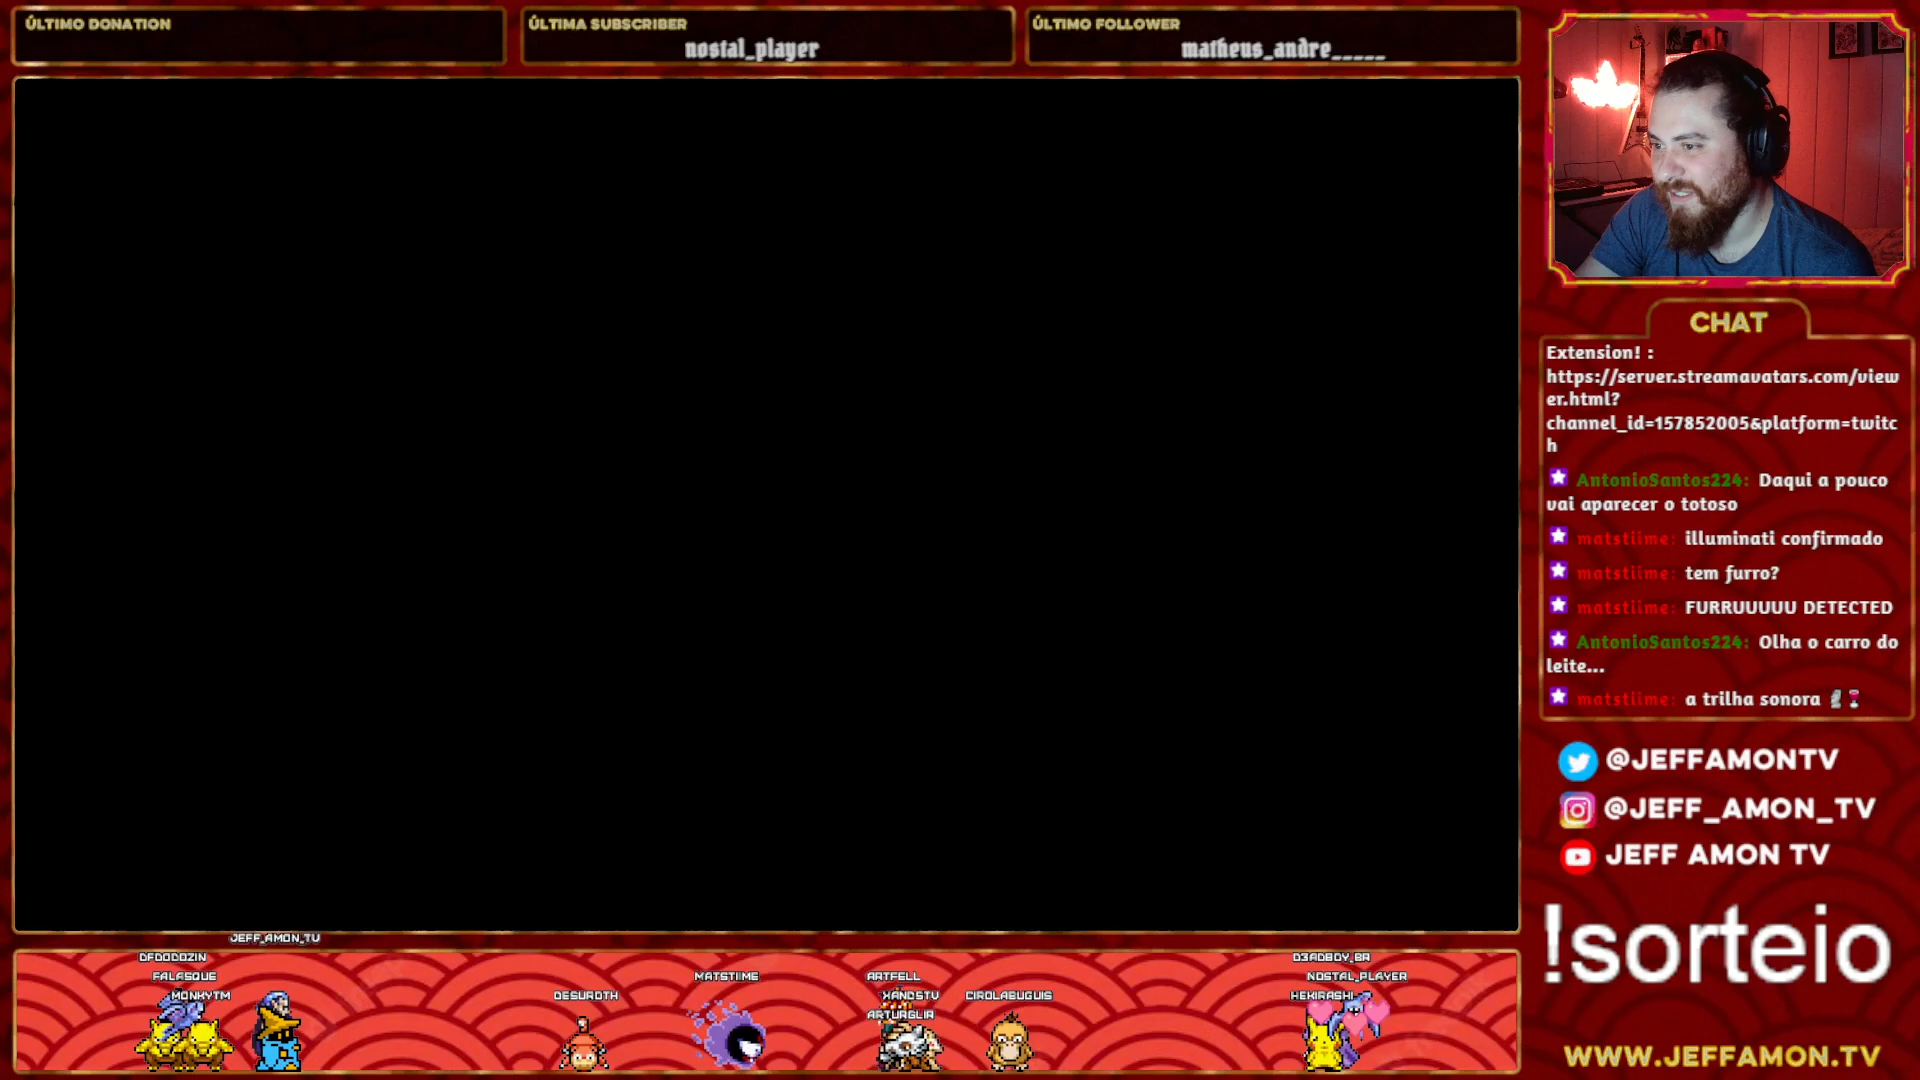 ÚLTIMO DONATION
ÚLTIMA SUBSCRIBER
nostal_player
ÚLTIMO FOLLOWER
matheus_andre_____
CHAT
Extension! :
https://server.streamavatars.com/view
er.html?
channel_id=157852005&platform=twitc
h
AntonioSantos224: Daqui a pouco
vai aparecer o totoso
matstiime: illuminati confirmado
matstiime: tem furro?
matstiime: FURRUUUUU DETECTED
AntonioSantos224: Olha o carro do
leite...
matstiime: a trilha sonora 🗿🍷
@JEFFAMONTV
@JEFF_AMON_TV
JEFF AMON TV
!sorteio
WWW.JEFFAMON.TV
JEFF_AMON_TV
DFDODOZIN
FALASQUE
MONKYTM
DESUROTH
MATSTIIME
ARTFELL
XANDSTV
ARTURGLIA
CIROLABUGUIS
D3ADBOY_BR
NOSTAL_PLAYER
HEKIRASHI